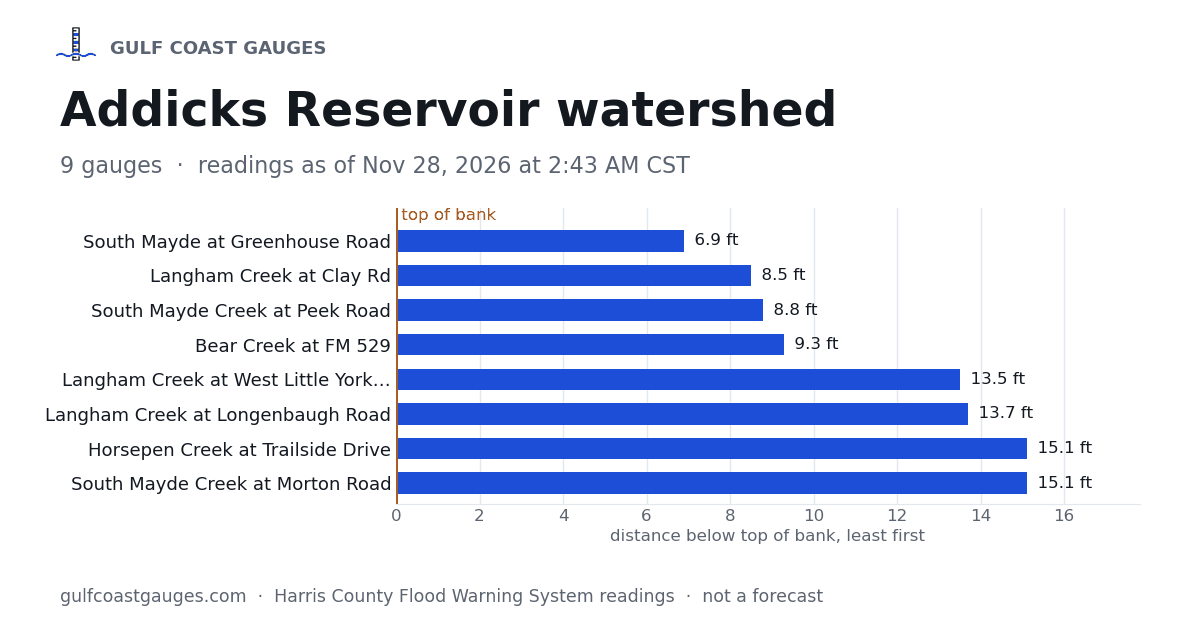 GULF COAST GAUGES
Addicks Reservoir watershed
9 gauges · readings as of Nov 28, 2026 at 2:43 AM CST
top of bank
South Mayde at Greenhouse Road 6.9 ft
Langham Creek at Clay Rd 8.5 ft
South Mayde Creek at Peek Road 8.8 ft
Bear Creek at FM 529 9.3 ft
Langham Creek at West Little York… 13.5 ft
Langham Creek at Longenbaugh Road 13.7 ft
Horsepen Creek at Trailside Drive 15.1 ft
South Mayde Creek at Morton Road 15.1 ft
0 2 4 6 8 10 12 14 16
distance below top of bank, least first
gulfcoastgauges.com · Harris County Flood Warning System readings · not a forecast